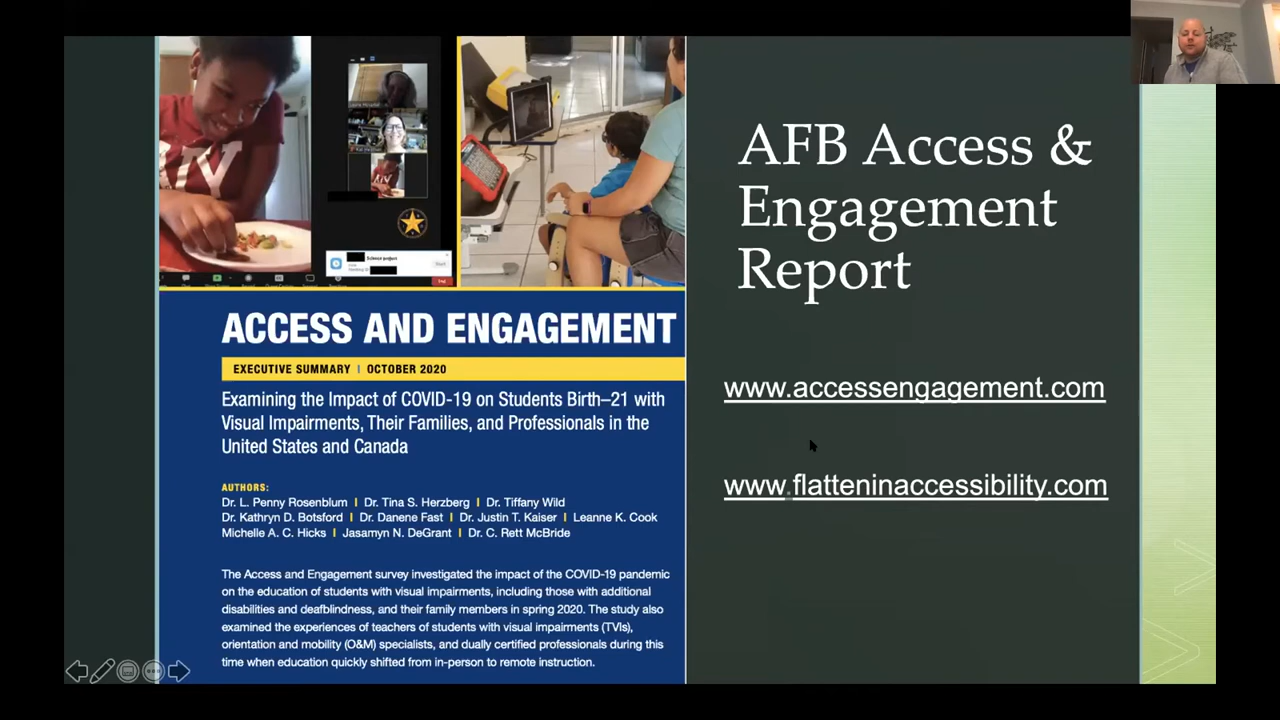 Science project
Start
End
ACCESS AND ENGAGEMENT
EXECUTIVE SUMMARY | OCTOBER 2020
Examining the Impact of COVID-19 on Students Birth–21 with
Visual Impairments, Their Families, and Professionals in the
United States and Canada
AUTHORS:
Dr. L. Penny Rosenblum | Dr. Tina S. Herzberg | Dr. Tiffany Wild
Dr. Kathryn D. Botsford | Dr. Danene Fast | Dr. Justin T. Kaiser | Leanne K. Cook
Michelle A. C. Hicks | Jasamyn N. DeGrant | Dr. C. Rett McBride
The Access and Engagement survey investigated the impact of the COVID-19 pandemic
on the education of students with visual impairments, including those with additional
disabilities and deafblindness, and their family members in spring 2020. The study also
examined the experiences of teachers of students with visual impairments (TVIs),
orientation and mobility (O&M) specialists, and dually certified professionals during this
time when education quickly shifted from in-person to remote instruction.
AFB Access &
Engagement
Report
www.accessengagement.com
www.flatteninaccessibility.com